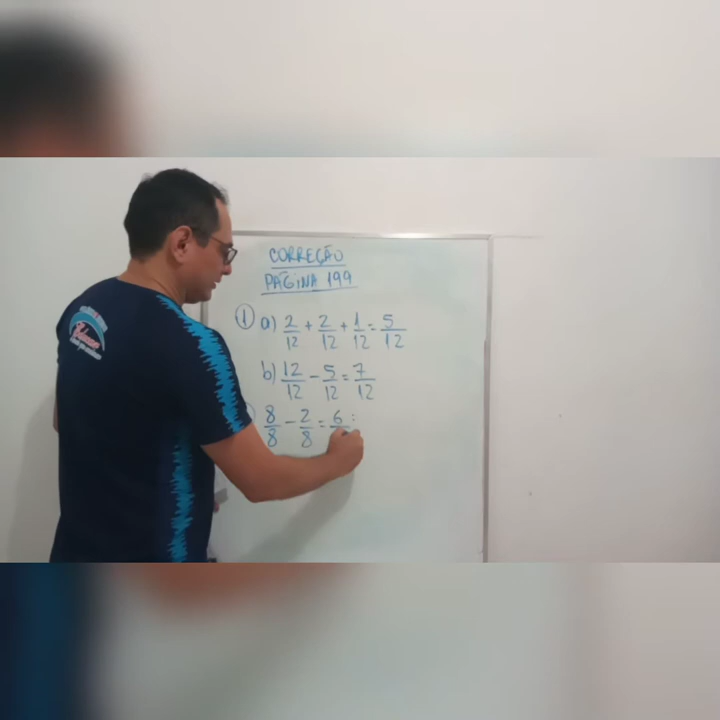 CORREÇÃO
PÁGINA 199
1 a) 2/12 + 2/12 + 1/12 = 5/12
b) 12/12 - 5/12 = 7/12
8/8 - 2/8 = 6 :